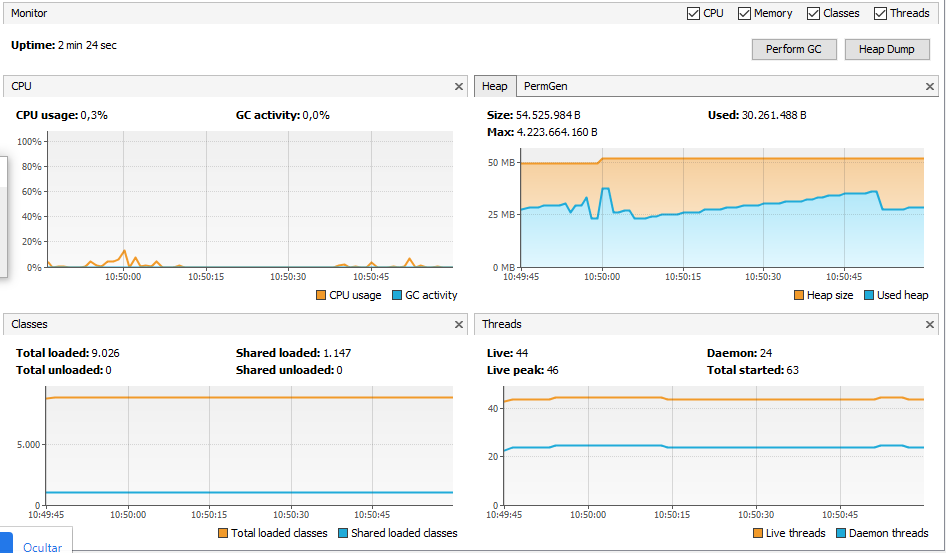 Monitor
CPU Memory Classes Threads
Uptime: 2 min 24 sec
Perform GC Heap Dump
CPU
CPU usage: 0,3% GC activity: 0,0%
100%
80%
60%
40%
20%
0%
10:50:00 10:50:15 10:50:30 10:50:45
CPU usage GC activity
Heap PermGen
Size: 54.525.984 B Used: 30.261.488 B
Max: 4.223.664.160 B
50 MB
25 MB
0 MB
10:49:45 10:50:00 10:50:15 10:50:30 10:50:45
Heap size Used heap
Classes
Total loaded: 9.026 Shared loaded: 1.147
Total unloaded: 0 Shared unloaded: 0
5.000
0
10:49:45 10:50:00 10:50:15 10:50:30 10:50:45
Total loaded classes Shared loaded classes
Threads
Live: 44 Daemon: 24
Live peak: 46 Total started: 63
40
20
0
10:49:45 10:50:00 10:50:15 10:50:30 10:50:45
Live threads Daemon threads
Ocultar